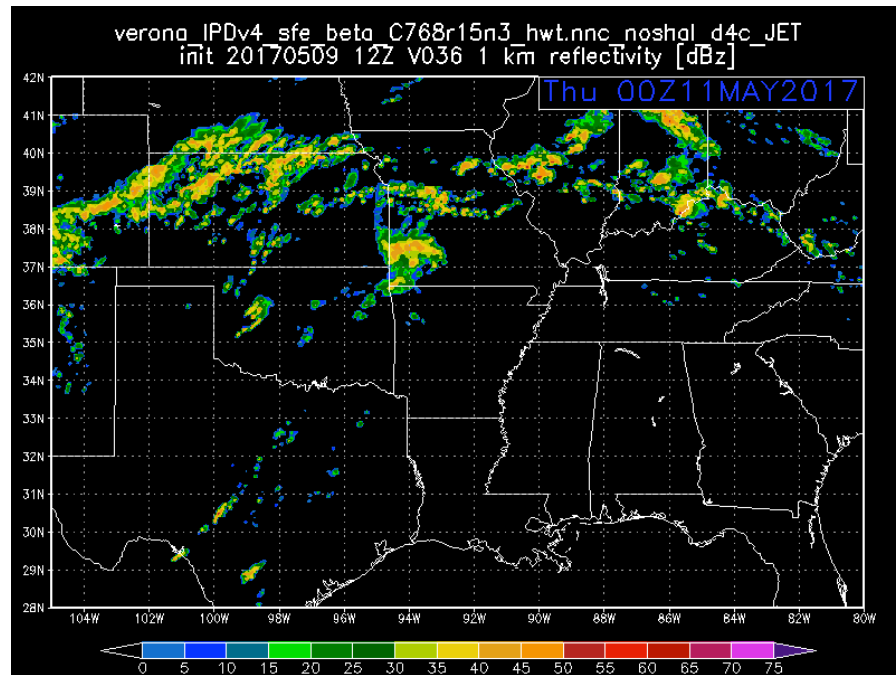 verona_IPDv4_sfe_beta_C768r15n3_hwt.nnc_noshal_d4c_JET
init 20170509 12Z V036 1 km reflectivity [dBz]
Thu 00Z11MAY2017
42N
41N
40N
39N
38N
37N
36N
35N
34N
33N
32N
31N
30N
29N
28N
104W 102W 100W 98W 96W 94W 92W 90W 88W 86W 84W 82W 80W
0 5 10 15 20 25 30 35 40 45 50 55 60 65 70 75